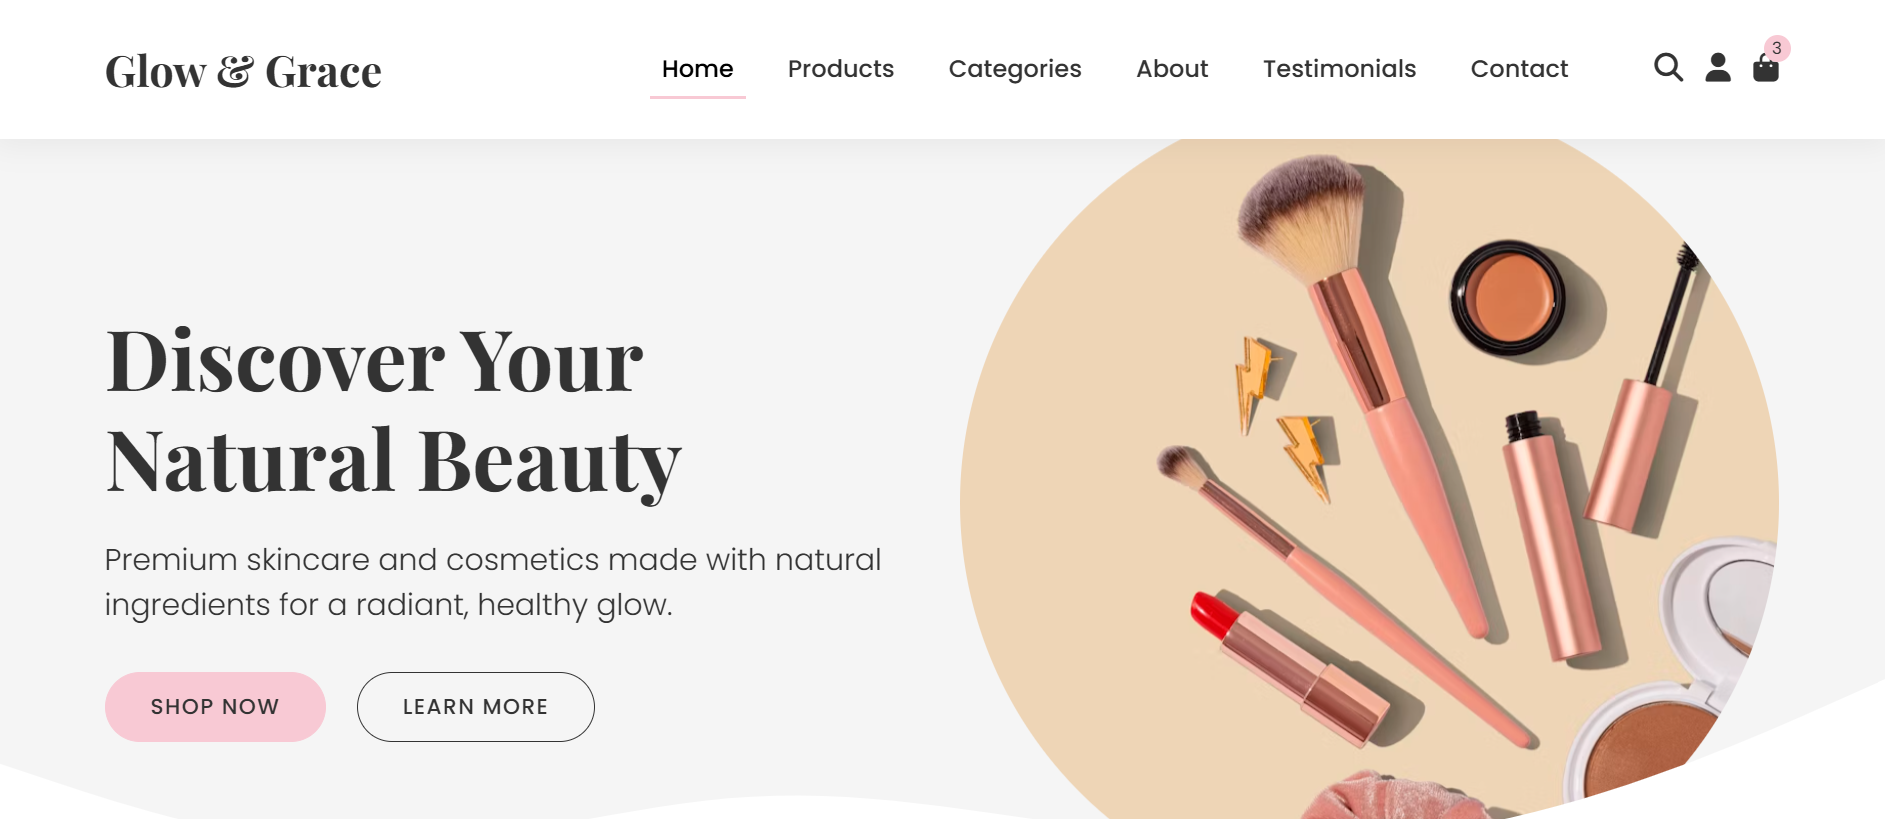 Glow & Grace
Home Products Categories About Testimonials Contact 3
Discover Your
Natural Beauty
Premium skincare and cosmetics made with natural
ingredients for a radiant, healthy glow.
SHOP NOW LEARN MORE